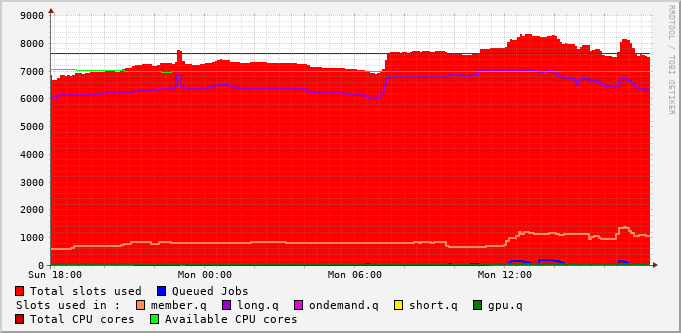 9000
8000
7000
6000
5000
4000
3000
2000
1000
0
Sun 18:00 Mon 00:00 Mon 06:00 Mon 12:00
Total slots used Queued Jobs
Slots used in : member.q long.q ondemand.q short.q gpu.q
Total CPU cores Available CPU cores
RRDTOOL / TOBI OETIKER